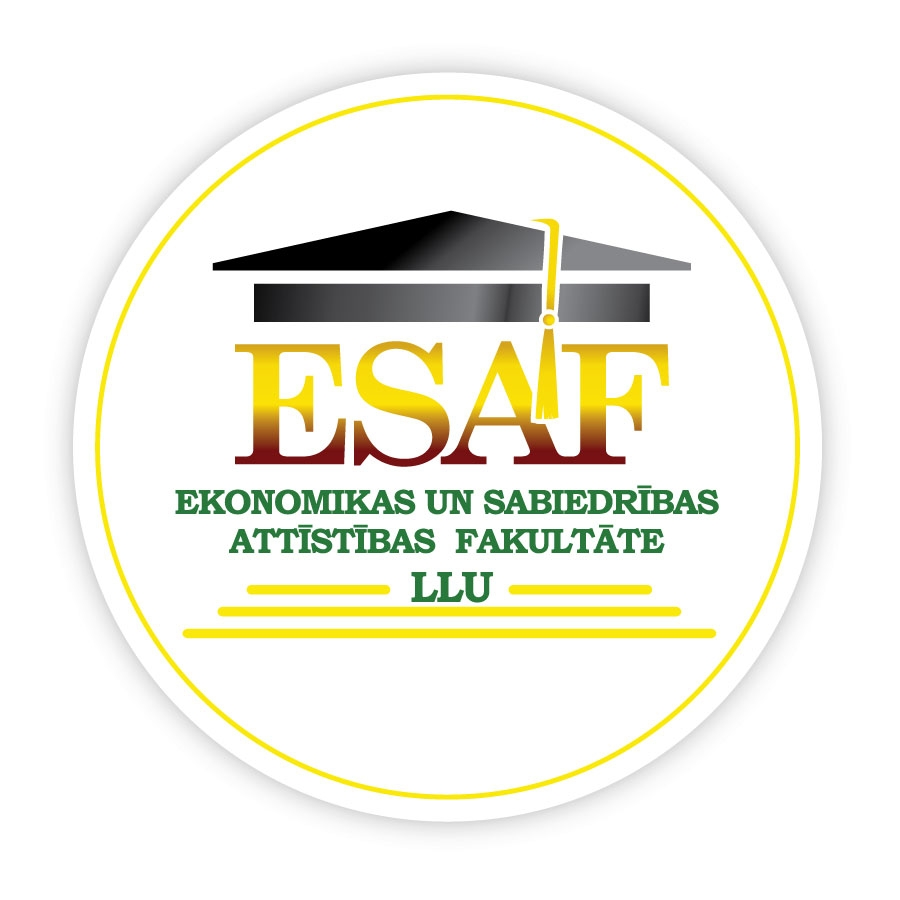 ESAF
EKONOMIKAS UN SABIEDRĪBAS
ATTĪSTĪBAS FAKULTĀTE
LLU